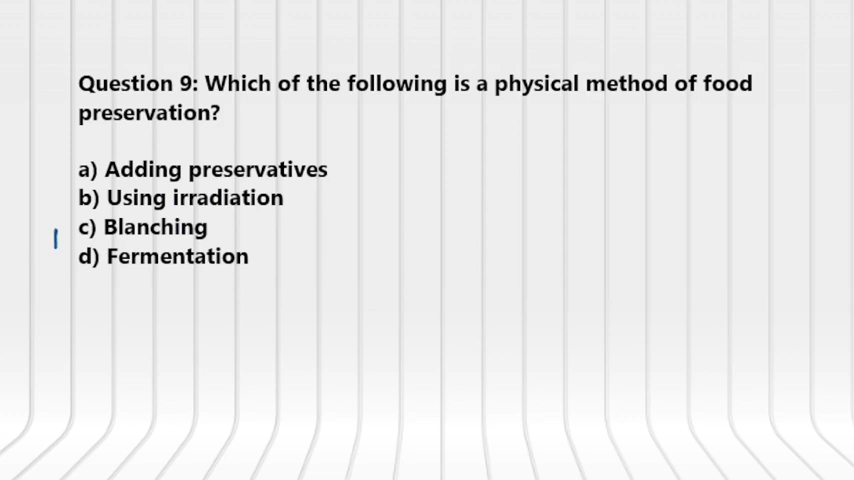 Question 9: Which of the following is a physical method of food
preservation?
a) Adding preservatives
b) Using irradiation
c) Blanching
d) Fermentation